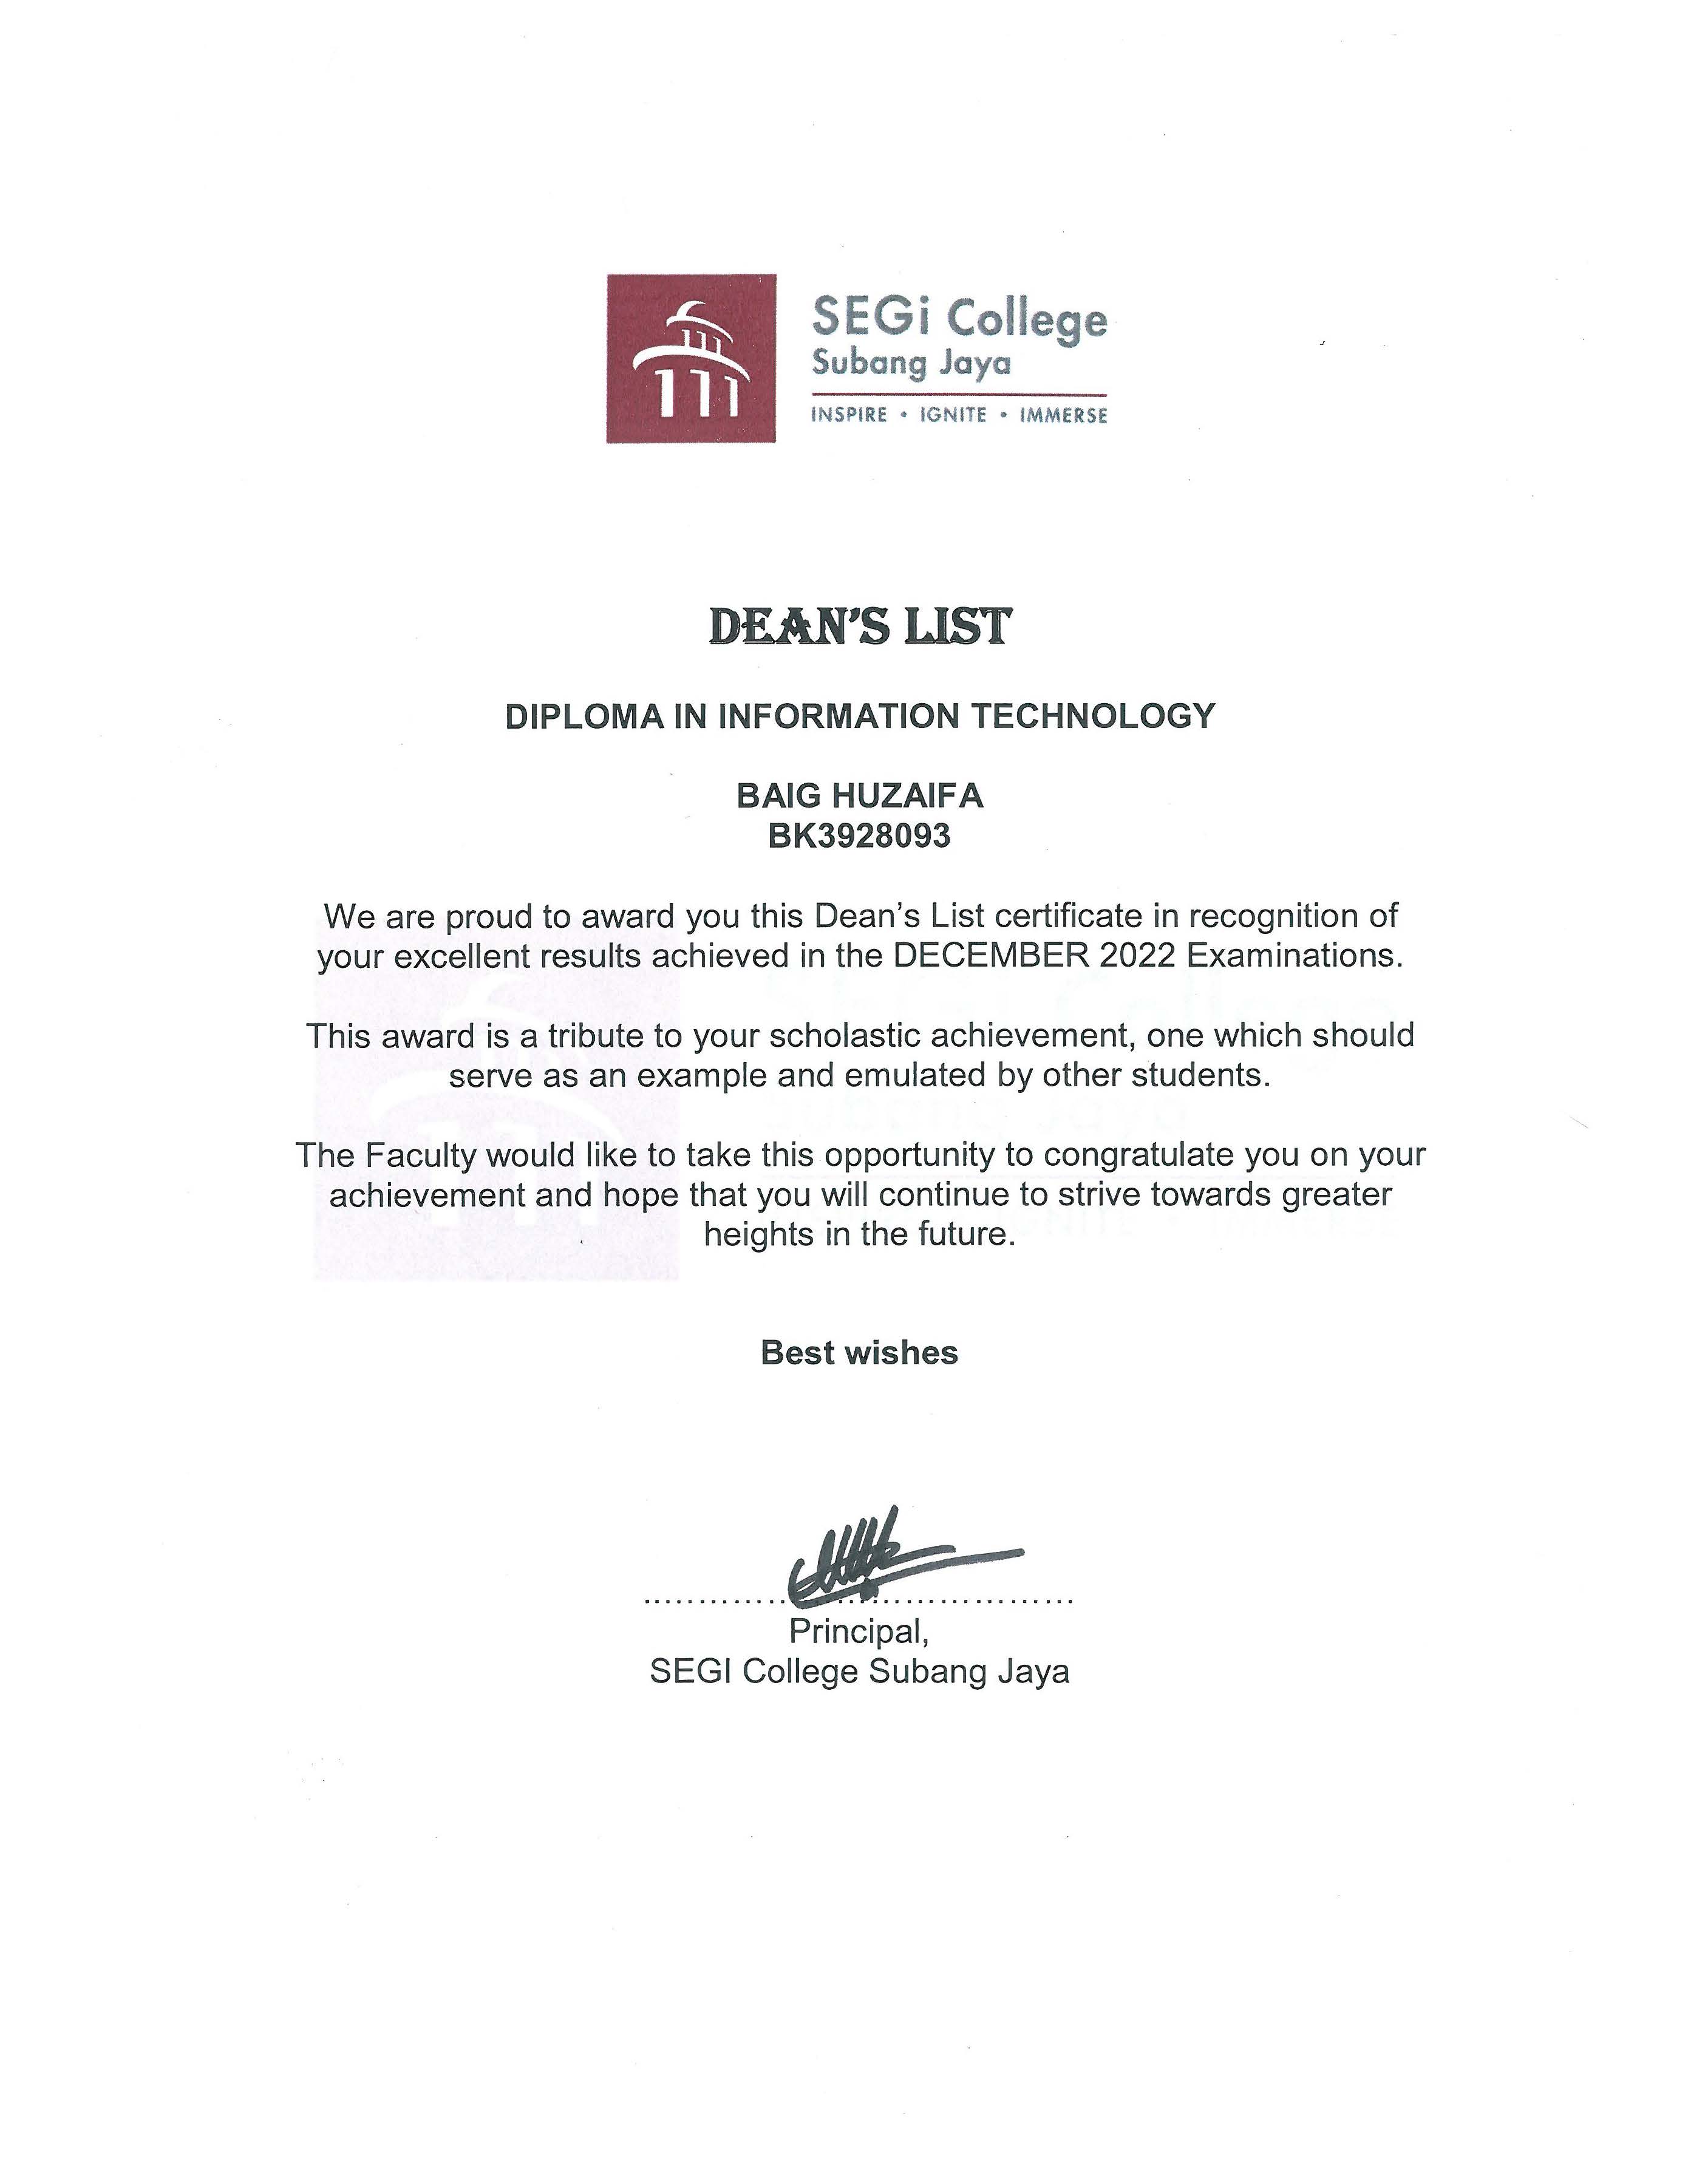 SEGi College
Subang Jaya
INSPIRE • IGNITE • IMMERSE
DEAN'S LIST
DIPLOMA IN INFORMATION TECHNOLOGY
BAIG HUZAIFA
BK3928093
We are proud to award you this Dean's List certificate in recognition of
your excellent results achieved in the DECEMBER 2022 Examinations.
This award is a tribute to your scholastic achievement, one which should
serve as an example and emulated by other students.
The Faculty would like to take this opportunity to congratulate you on your
achievement and hope that you will continue to strive towards greater
heights in the future.
Best wishes
Principal,
SEGI College Subang Jaya